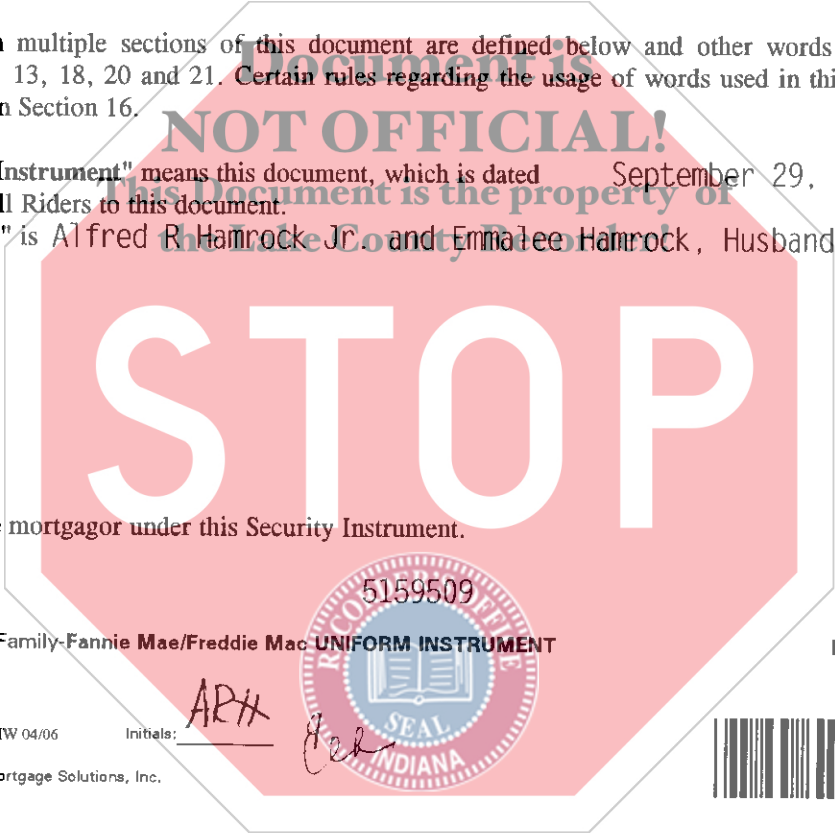 multiple sections of this document are defined below and other words
13, 18, 20 and 21. Certain rules regarding the usage of words used in thi
n Section 16.
Document is
NOT OFFICIAL!
This Document is the property of
the Lake County Recorder!
Instrument" means this document, which is dated September 29,
ll Riders to this document.
" is Alfred R Hamrock Jr. and Emmalee Hamrock, Husband
STOP
e mortgagor under this Security Instrument.
5159509
Family-Fannie Mae/Freddie Mac UNIFORM INSTRUMENT
RECORDER'S OFFICE
SEAL
INDIANA
W 04/06 Initials: ARH
ortgage Solutions, Inc.